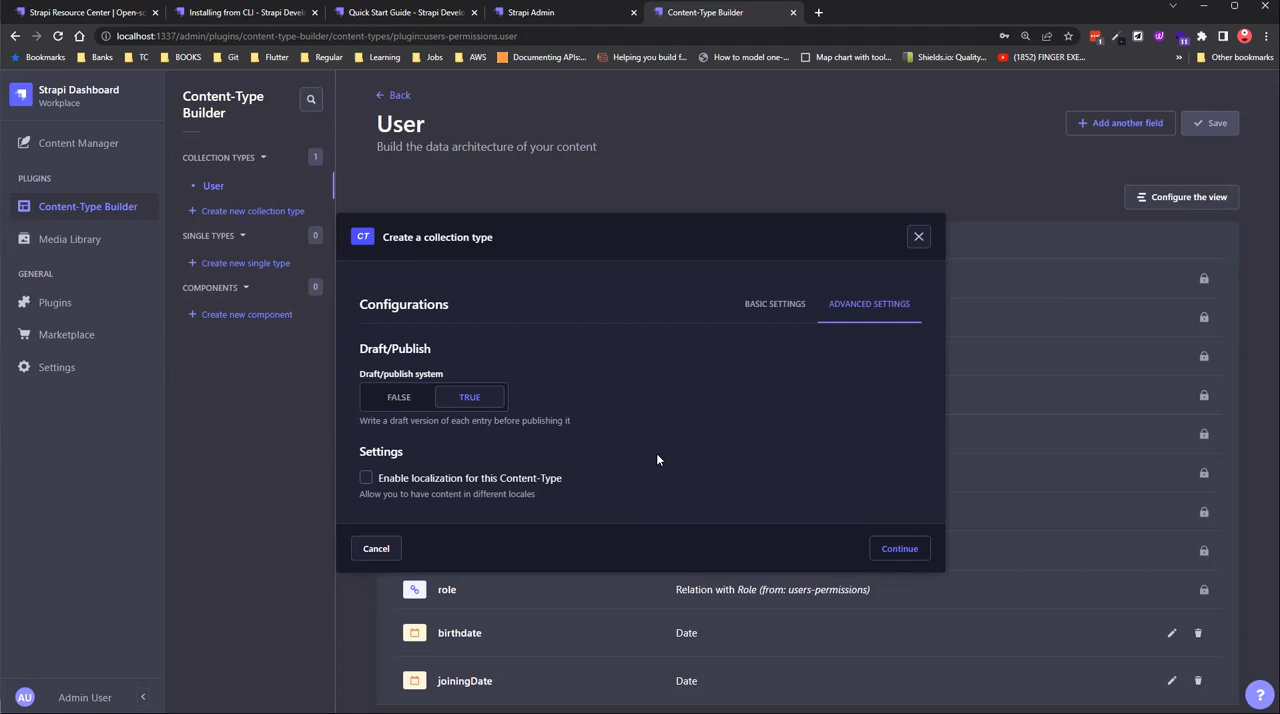 Strapi Resource Center | Open-sc
Installing from CLI - Strapi Devel
Quick Start Guide - Strapi Develo
Strapi Admin
Content-Type Builder
localhost:1337/admin/plugins/content-type-builder/content-types/plugin::users-permissions.user
Bookmarks
Banks
TC
BOOKS
Git
Flutter
Regular
Learning
Jobs
AWS
Documenting APIs:...
Helping you build f...
How to model one-...
Map chart with tool...
Shields.io: Quality...
(1852) FINGER EXE...
Other bookmarks
Strapi Dashboard
Workplace
Content Manager
PLUGINS
Content-Type Builder
Media Library
GENERAL
Plugins
Marketplace
Settings
AU
Admin User
Content-Type
Builder
COLLECTION TYPES
1
User
+ Create new collection type
SINGLE TYPES
0
+ Create new single type
COMPONENTS
0
+ Create new component
← Back
User
Build the data architecture of your content
+ Add another field
Save
Configure the view
CT
Create a collection type
Configurations
BASIC SETTINGS
ADVANCED SETTINGS
Draft/Publish
Draft/publish system
FALSE
TRUE
Write a draft version of each entry before publishing it
Settings
Enable localization for this Content-Type
Allow you to have content in different locales
Cancel
Continue
role
Relation with Role (from: users-permissions)
birthdate
Date
joiningDate
Date
?